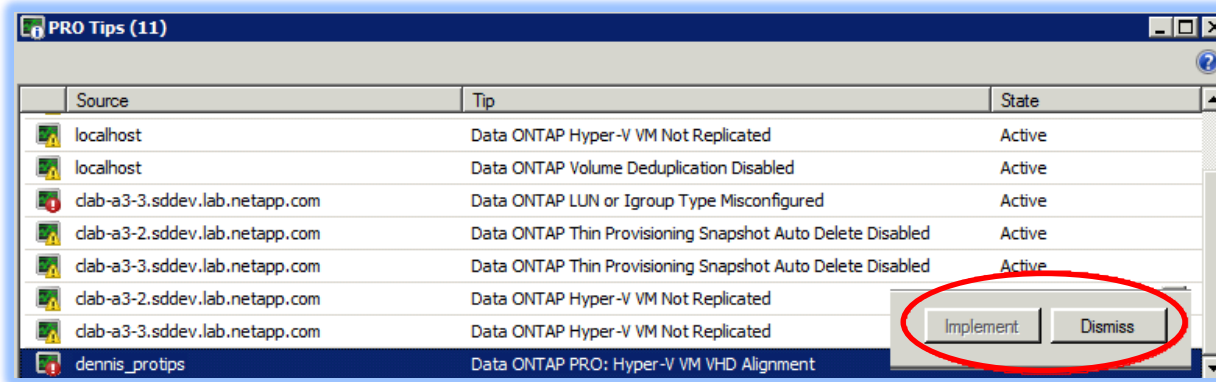 PRO Tips (11)
Source Tip State
localhost Data ONTAP Hyper-V VM Not Replicated Active
localhost Data ONTAP Volume Deduplication Disabled Active
clab-a3-3.sddev.lab.netapp.com Data ONTAP LUN or Igroup Type Misconfigured Active
clab-a3-2.sddev.lab.netapp.com Data ONTAP Thin Provisioning Snapshot Auto Delete Disabled Active
clab-a3-3.sddev.lab.netapp.com Data ONTAP Thin Provisioning Snapshot Auto Delete Disabled Active
clab-a3-2.sddev.lab.netapp.com Data ONTAP Hyper-V VM Not Replicated
clab-a3-3.sddev.lab.netapp.com Data ONTAP Hyper-V VM Not Replicated
Implement Dismiss
dennis_protips Data ONTAP PRO: Hyper-V VM VHD Alignment